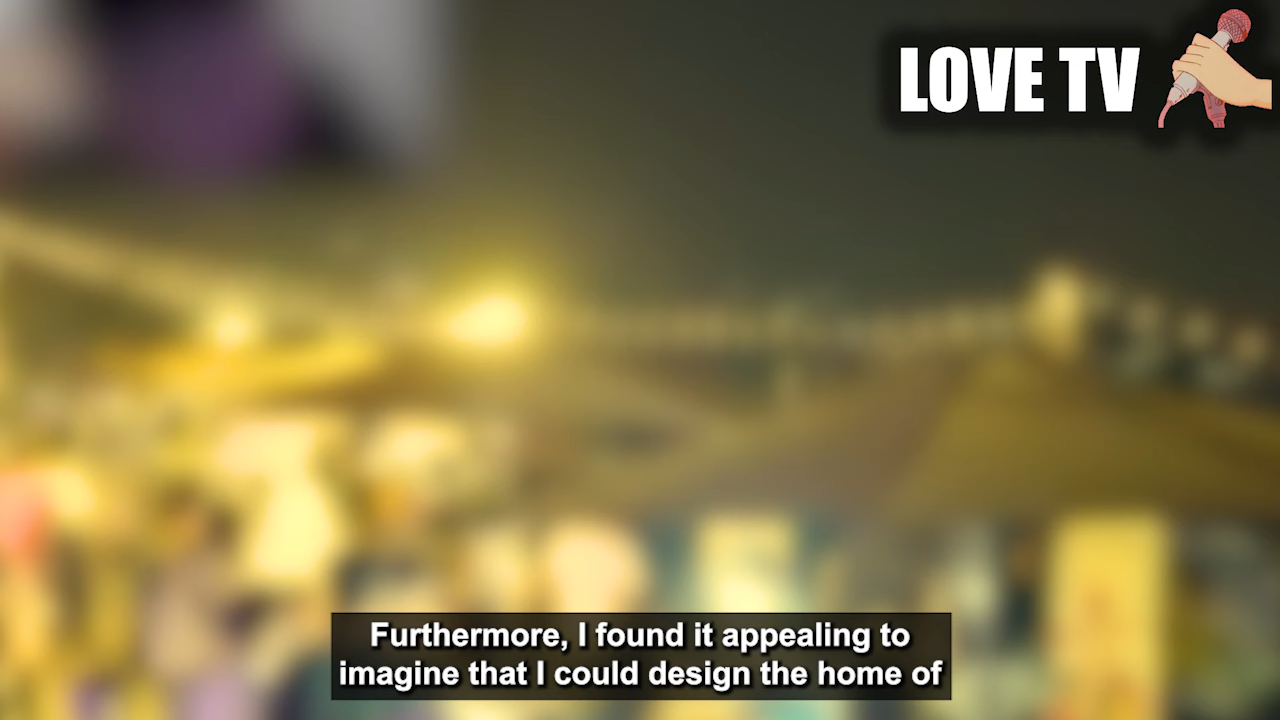 LOVE TV
Furthermore, I found it appealing to
imagine that I could design the home of